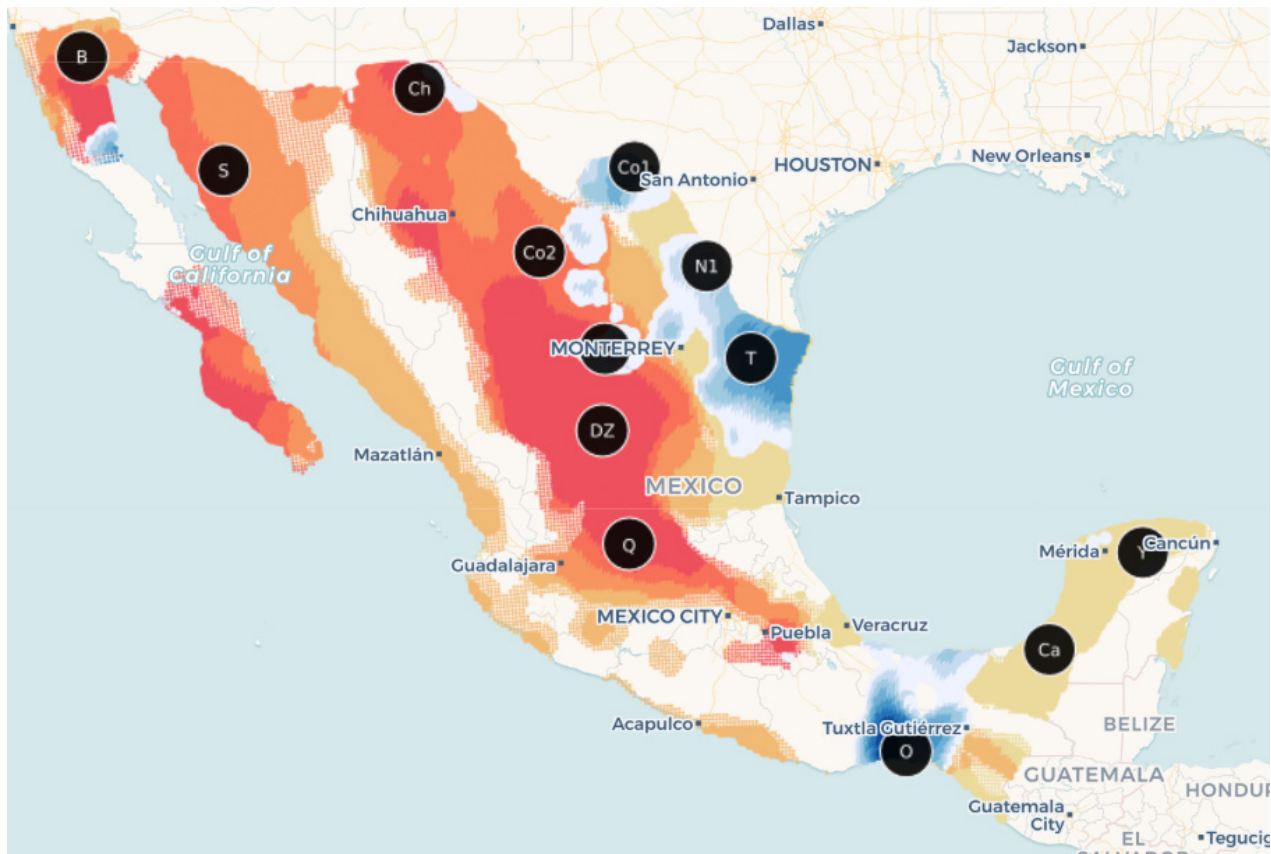 Dallas
B
Jackson
Ch
Co1
HOUSTON
New Orleans
San Antonio
S
Chihuahua
Gulf of
California
Co2
N1
MONTERREY
T
Gulf of
Mexico
DZ
Mazatlán
MEXICO
Tampico
Q
Guadalajara
Mérida
Y
Cancún
MEXICO CITY
Puebla
Veracruz
Ca
Acapulco
Tuxtla Gutiérrez
O
BELIZE
GUATEMALA
HONDUR
Guatemala
City
EL
SALVADOR
Tegucig